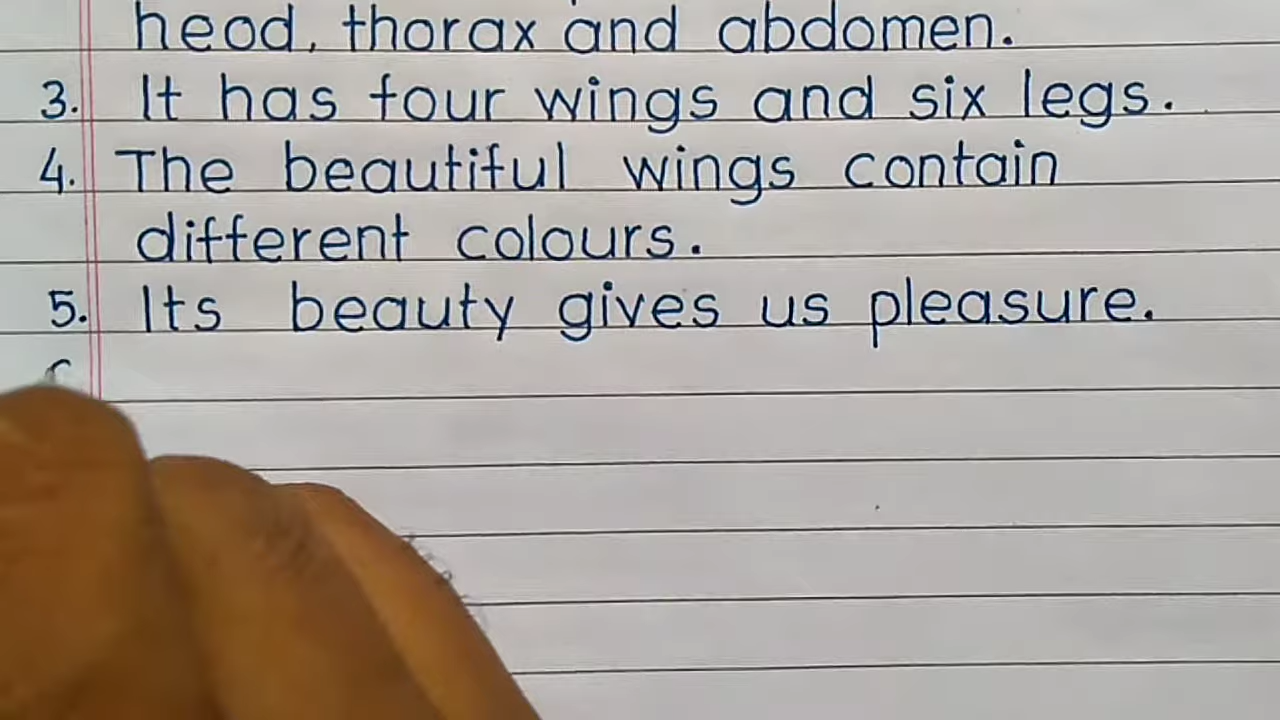 head, thorax and abdomen.
3. It has four wings and six legs.
4. The beautiful wings contain
different colours.
5. Its beauty gives us pleasure.